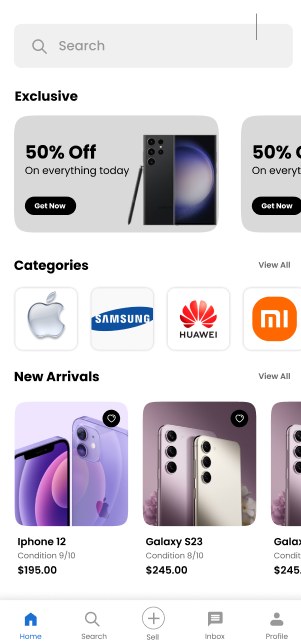 Search
Exclusive
50% Off
On everything today
Get Now
50%
On everyt
Get Now
Categories
View All
SAMSUNG
HUAWEI
mi
New Arrivals
View All
Iphone 12
Condition 9/10
$195.00
Galaxy S23
Condition 8/10
$245.00
Galax
Condit
$245.
Home
Search
Sell
Inbox
Profile